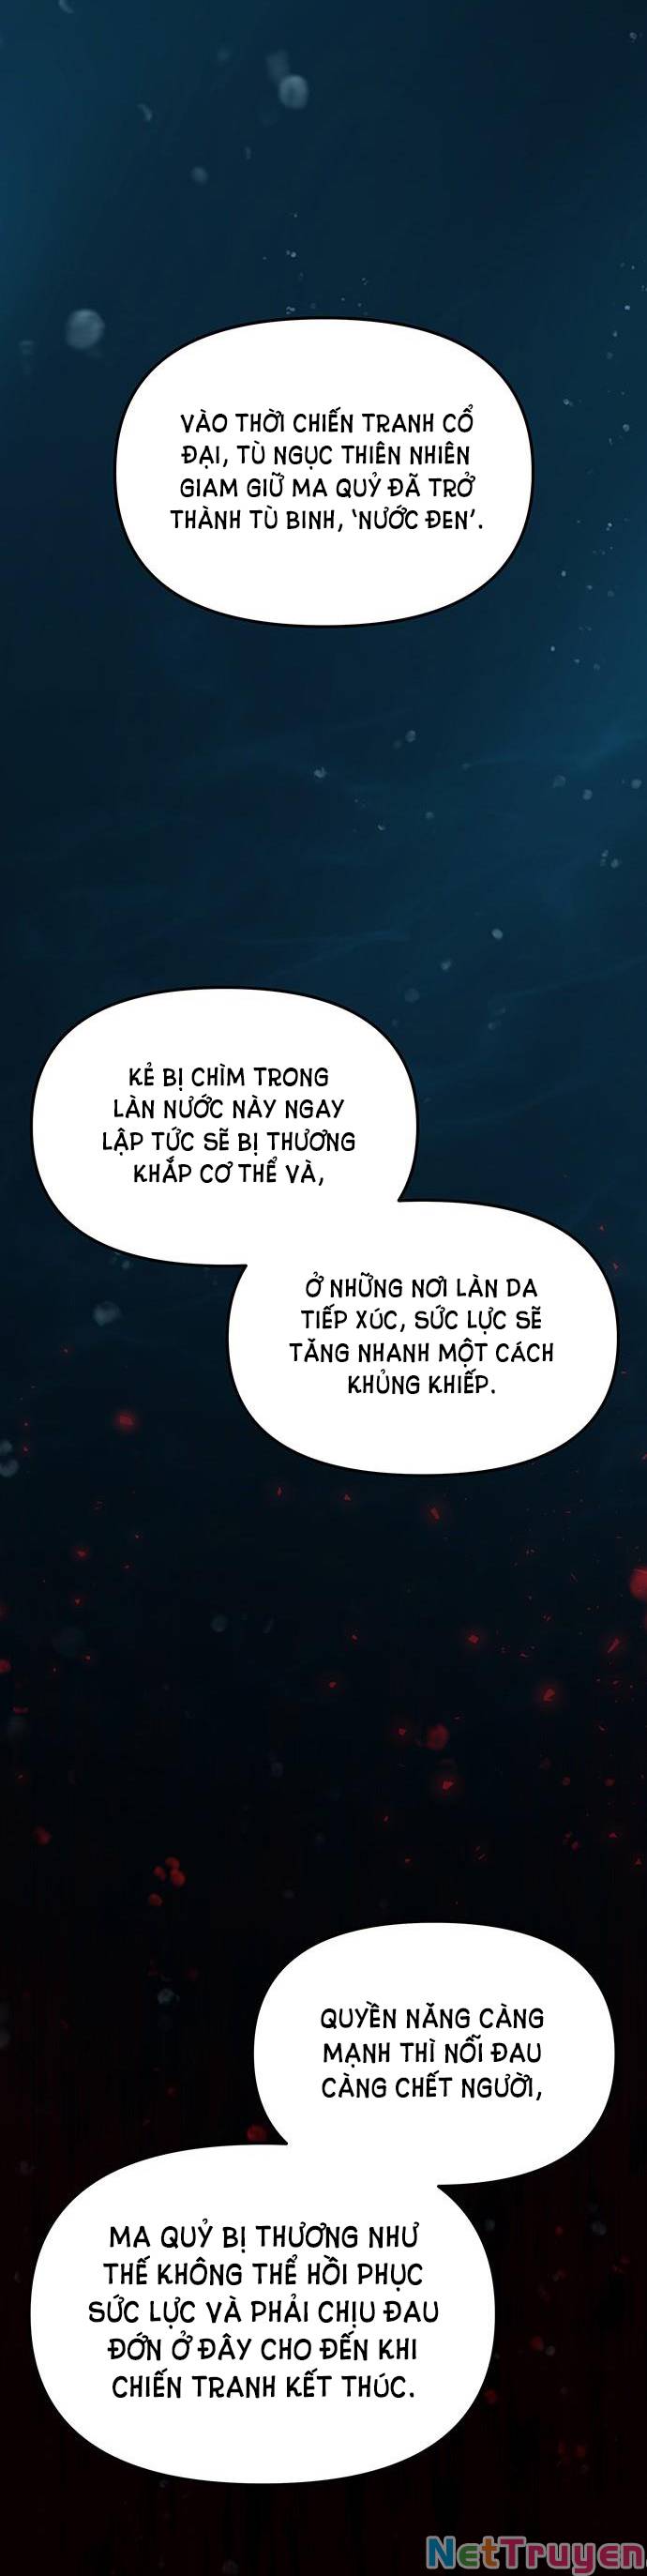 VÀO THỜI CHIẾN TRANH CỔ
ĐẠI, TÙ NGỤC THIÊN NHIÊN
GIAM GIỮ MA QUỶ ĐÃ TRỞ
THÀNH TÙ BINH, ‘NƯỚC ĐEN’.
KẺ BỊ CHÌM TRONG
LÀN NƯỚC NÀY NGAY
LẬP TỨC SẼ BỊ THƯƠNG
KHẮP CƠ THỂ VÀ,
Ở NHỮNG NƠI LÀN DA
TIẾP XÚC, SỨC LỰC SẼ
TĂNG NHANH MỘT CÁCH
KHỦNG KHIẾP.
QUYỀN NĂNG CÀNG
MẠNH THÌ NỖI ĐAU
CÀNG CHẾT NGƯỜI,
MA QUỶ BỊ THƯƠNG NHƯ
THẾ KHÔNG THỂ HỒI PHỤC
SỨC LỰC VÀ PHẢI CHỊU ĐAU
ĐỚN Ở ĐÂY CHO ĐẾN KHI
CHIẾN TRANH KẾT THÚC.
NetTruyen